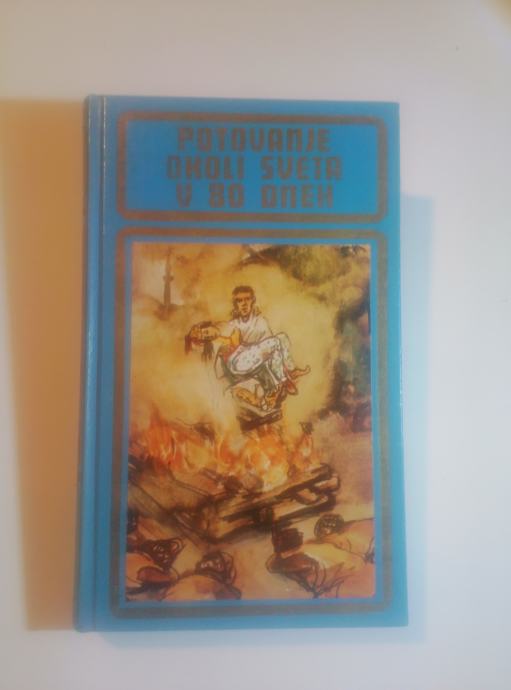 POTOVANJE
OKOLI SVETA
V 80 DNEH